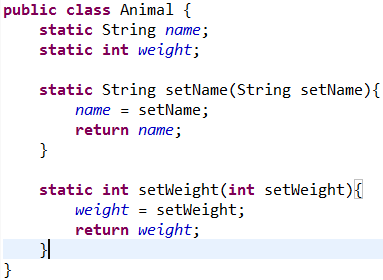 public class Animal {
    static String name;
    static int weight;

    static String setName(String setName){
        name = setName;
        return name;
    }

    static int setWeight(int setWeight){
        weight = setWeight;
        return weight;
    }
}